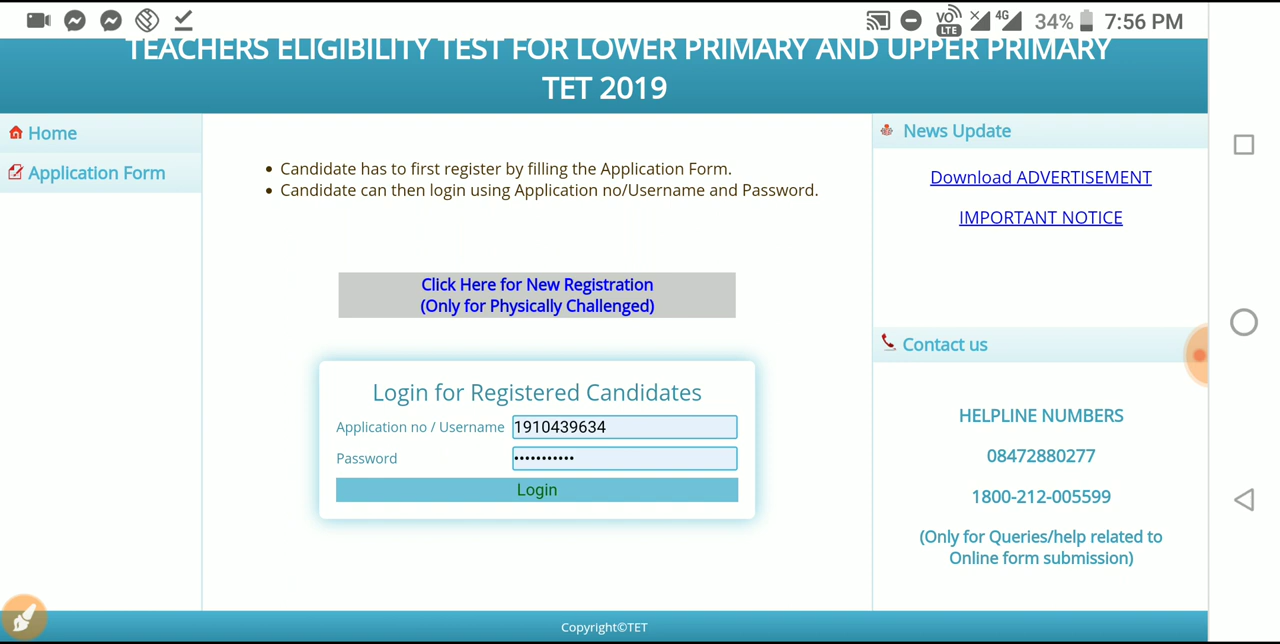 VO
LTE
4G
34%
7:56 PM
TEACHERS ELIGIBILITY TEST FOR LOWER PRIMARY AND UPPER PRIMARY
TET 2019
Home
Application Form
Candidate has to first register by filling the Application Form.
Candidate can then login using Application no/Username and Password.
Click Here for New Registration
(Only for Physically Challenged)
Login for Registered Candidates
Application no / Username 1910439634
Password •••••••••••
Login
News Update
Download ADVERTISEMENT
IMPORTANT NOTICE
Contact us
HELPLINE NUMBERS
08472880277
1800-212-005599
(Only for Queries/help related to
Online form submission)
Copyright©TET